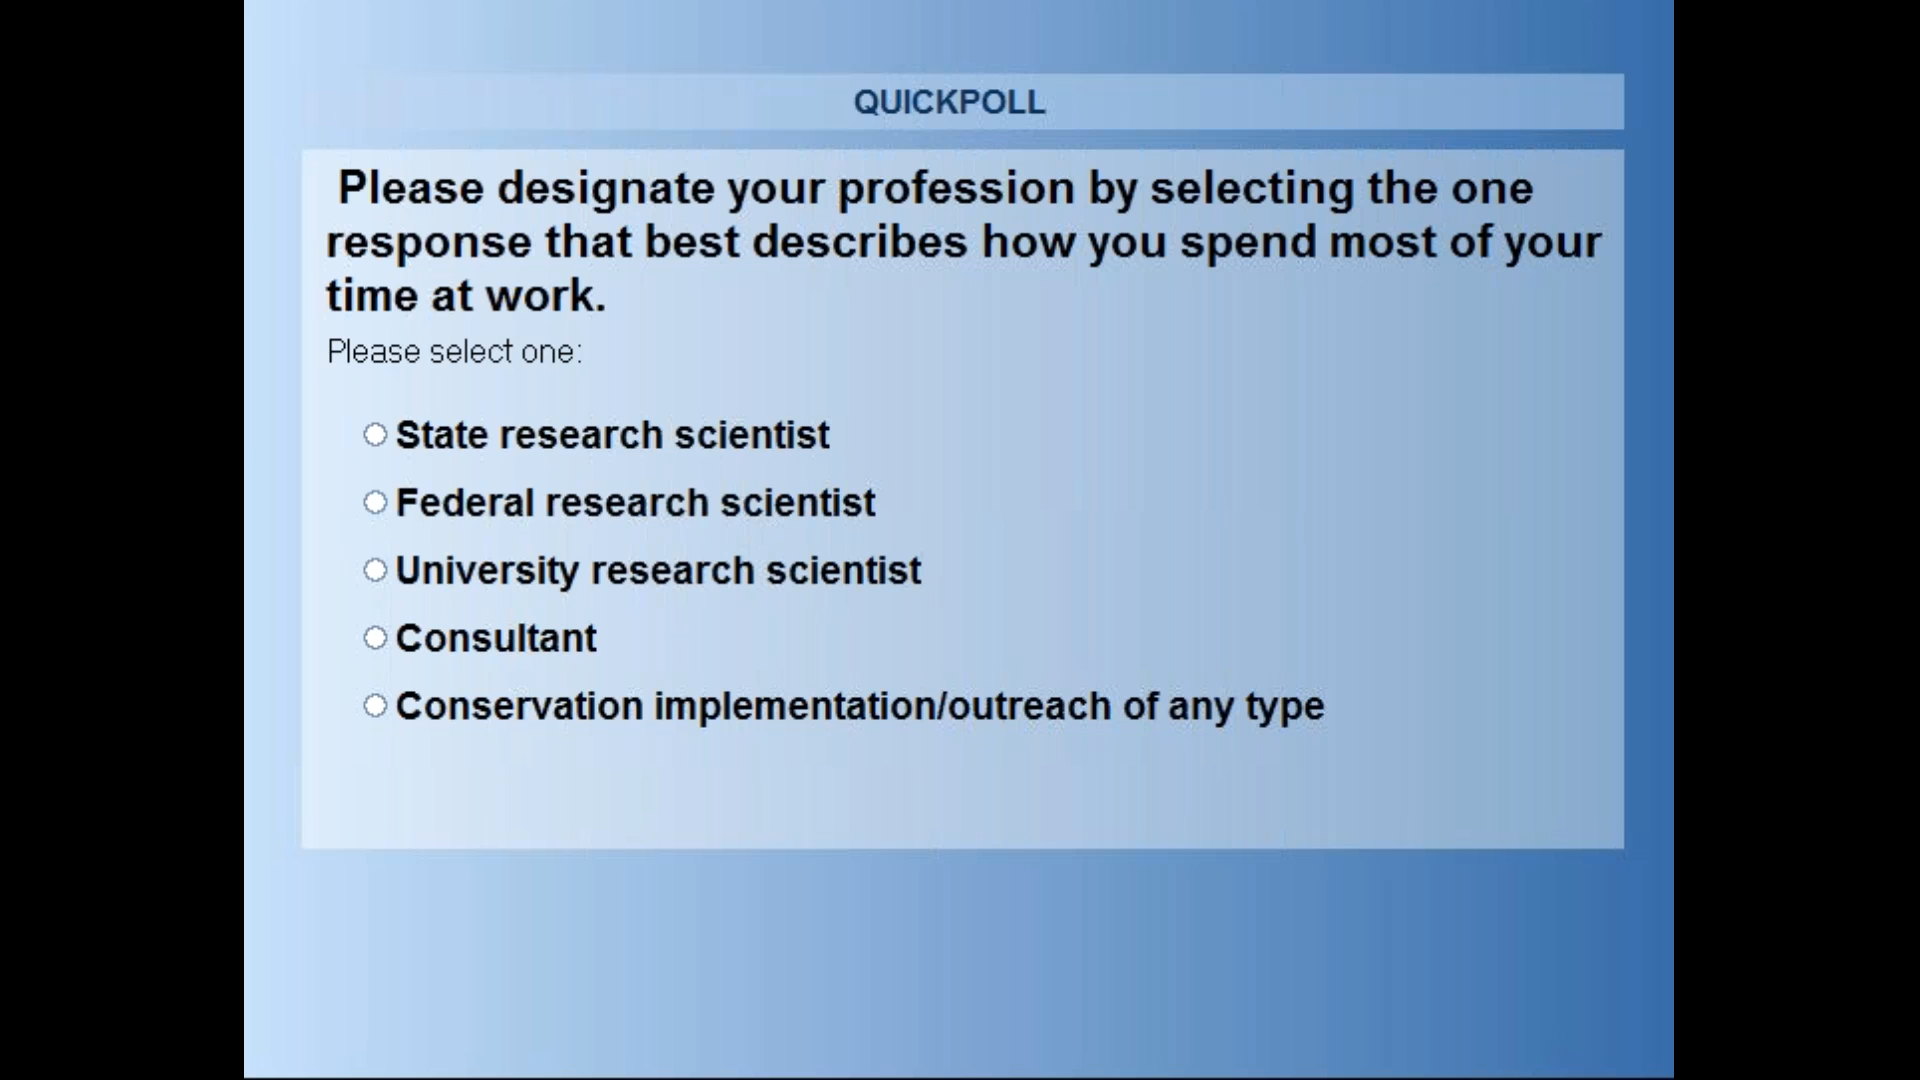 QUICKPOLL
Please designate your profession by selecting the one
response that best describes how you spend most of your
time at work.
Please select one:
State research scientist
Federal research scientist
University research scientist
Consultant
Conservation implementation/outreach of any type